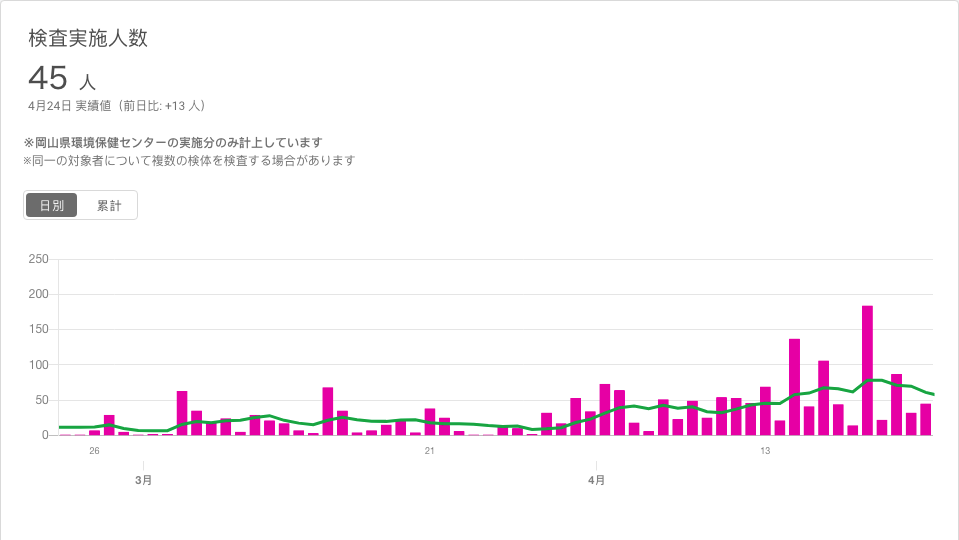 検査実施人数
45 人
4月24日 実績値（前日比: +13 人）
※岡山県環境保健センターの実施分のみ計上しています
※同一の対象者について複数の検体を検査する場合があります
日別 累計
250
200
150
100
50
0
26 21 13
3月 4月